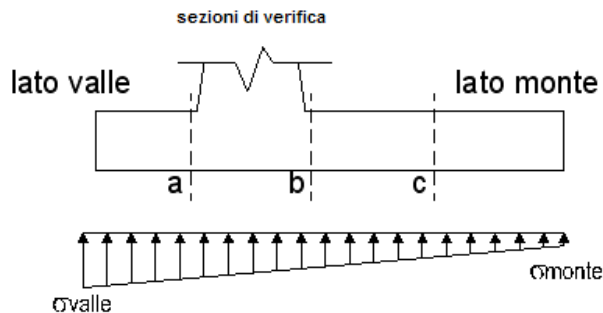 sezioni di verifica
lato valle
lato monte
a
b
c
σvalle
σmonte